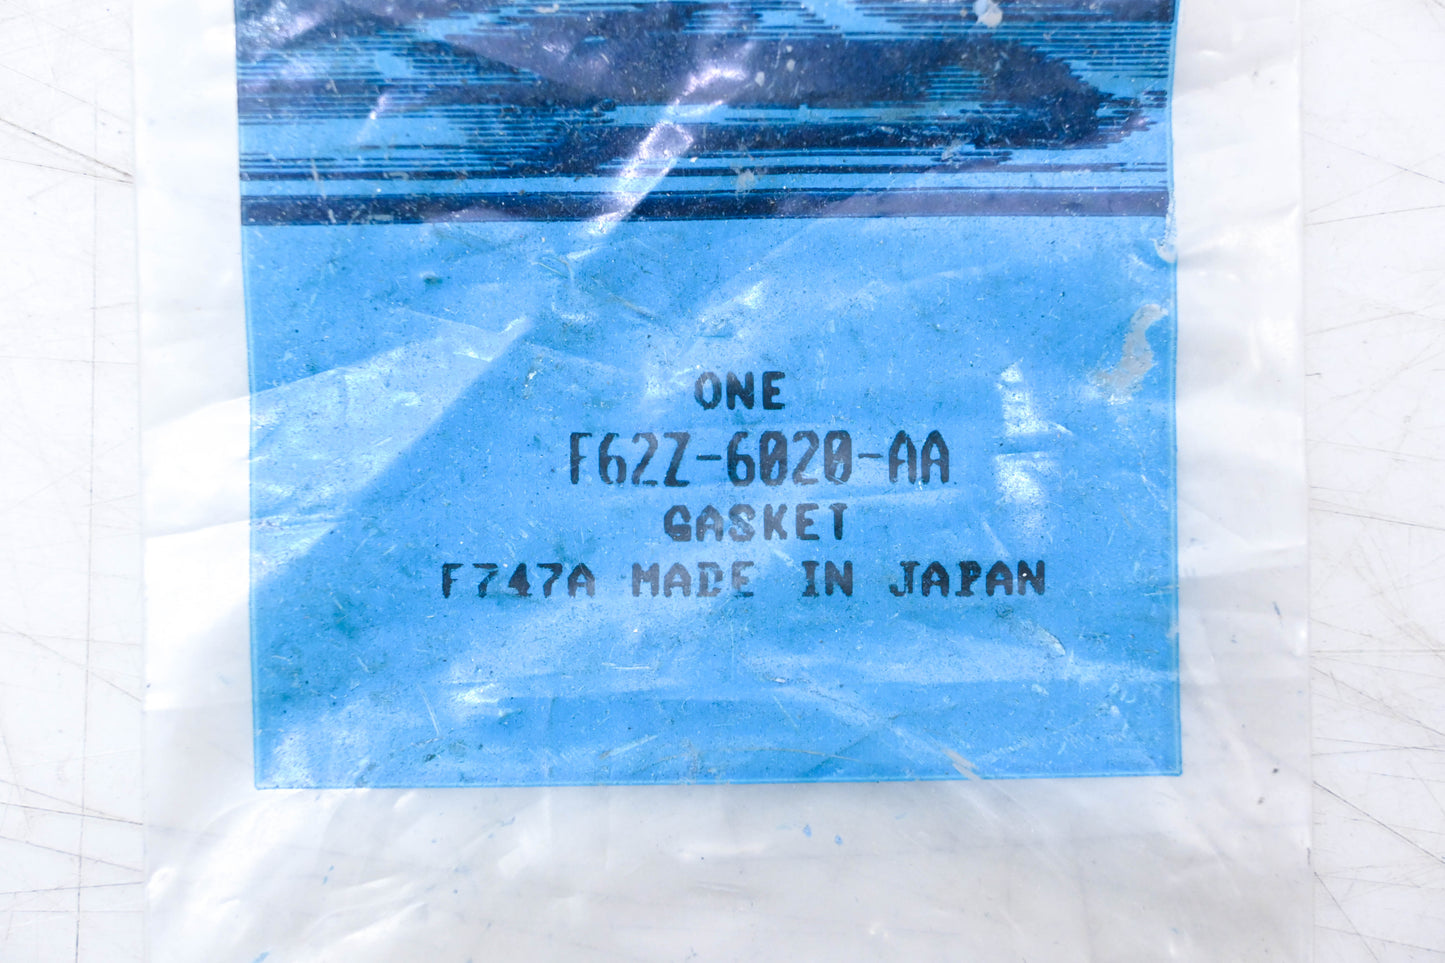 ONE
F62Z-6020-AA
GASKET
F747A MADE IN JAPAN